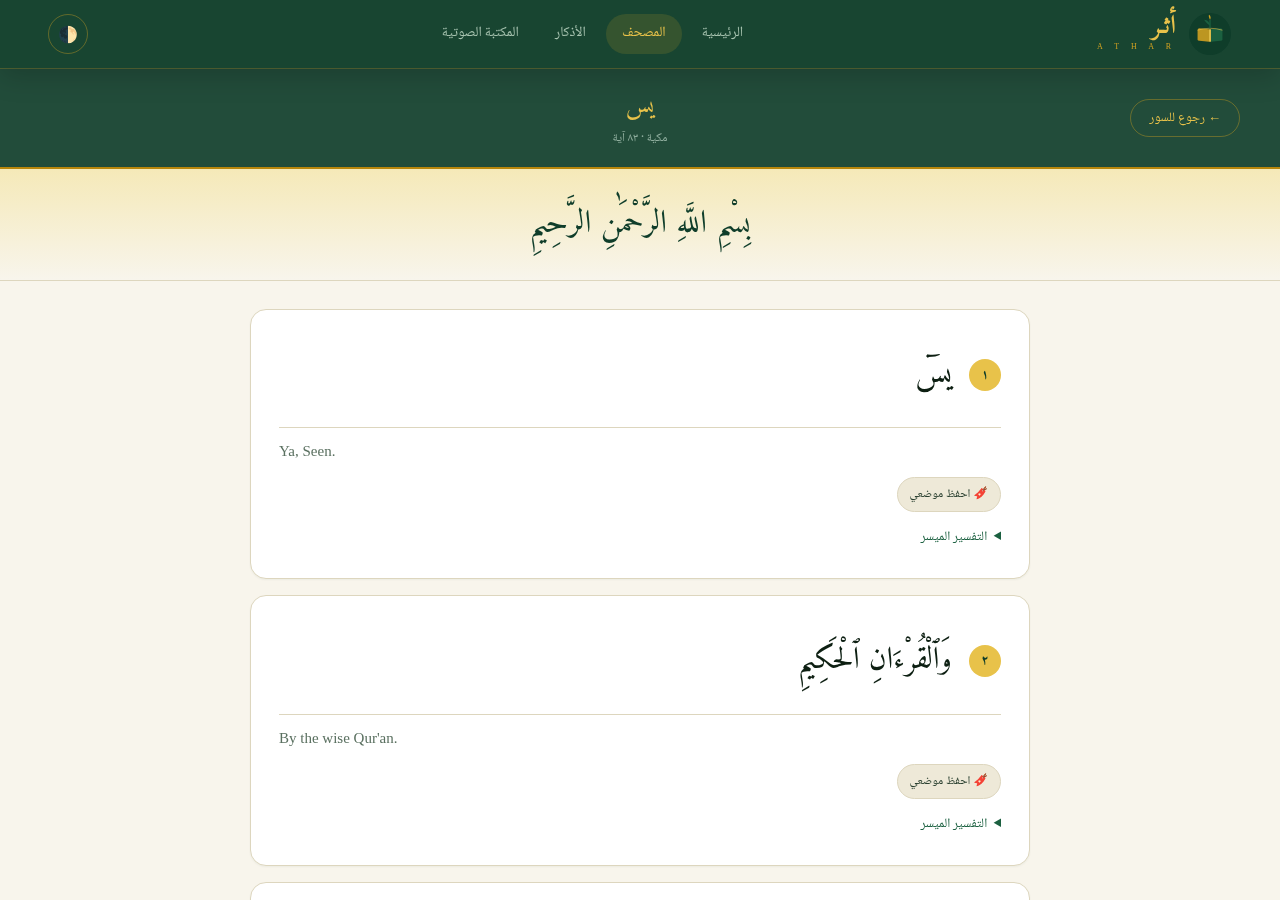 أثر
ATHAR
الرئيسية
المصحف
الأذكار
المكتبة الصوتية
← رجوع للسور
يس
مكية · ٨٣ آية
بِسْمِ اللَّهِ الرَّحْمَٰنِ الرَّحِيمِ
١ يسٓ
Ya, Seen.
احفظ موضعي
التفسير الميسر
٢ وَٱلْقُرْءَانِ ٱلْحَكِيمِ
By the wise Qur'an.
احفظ موضعي
التفسير الميسر